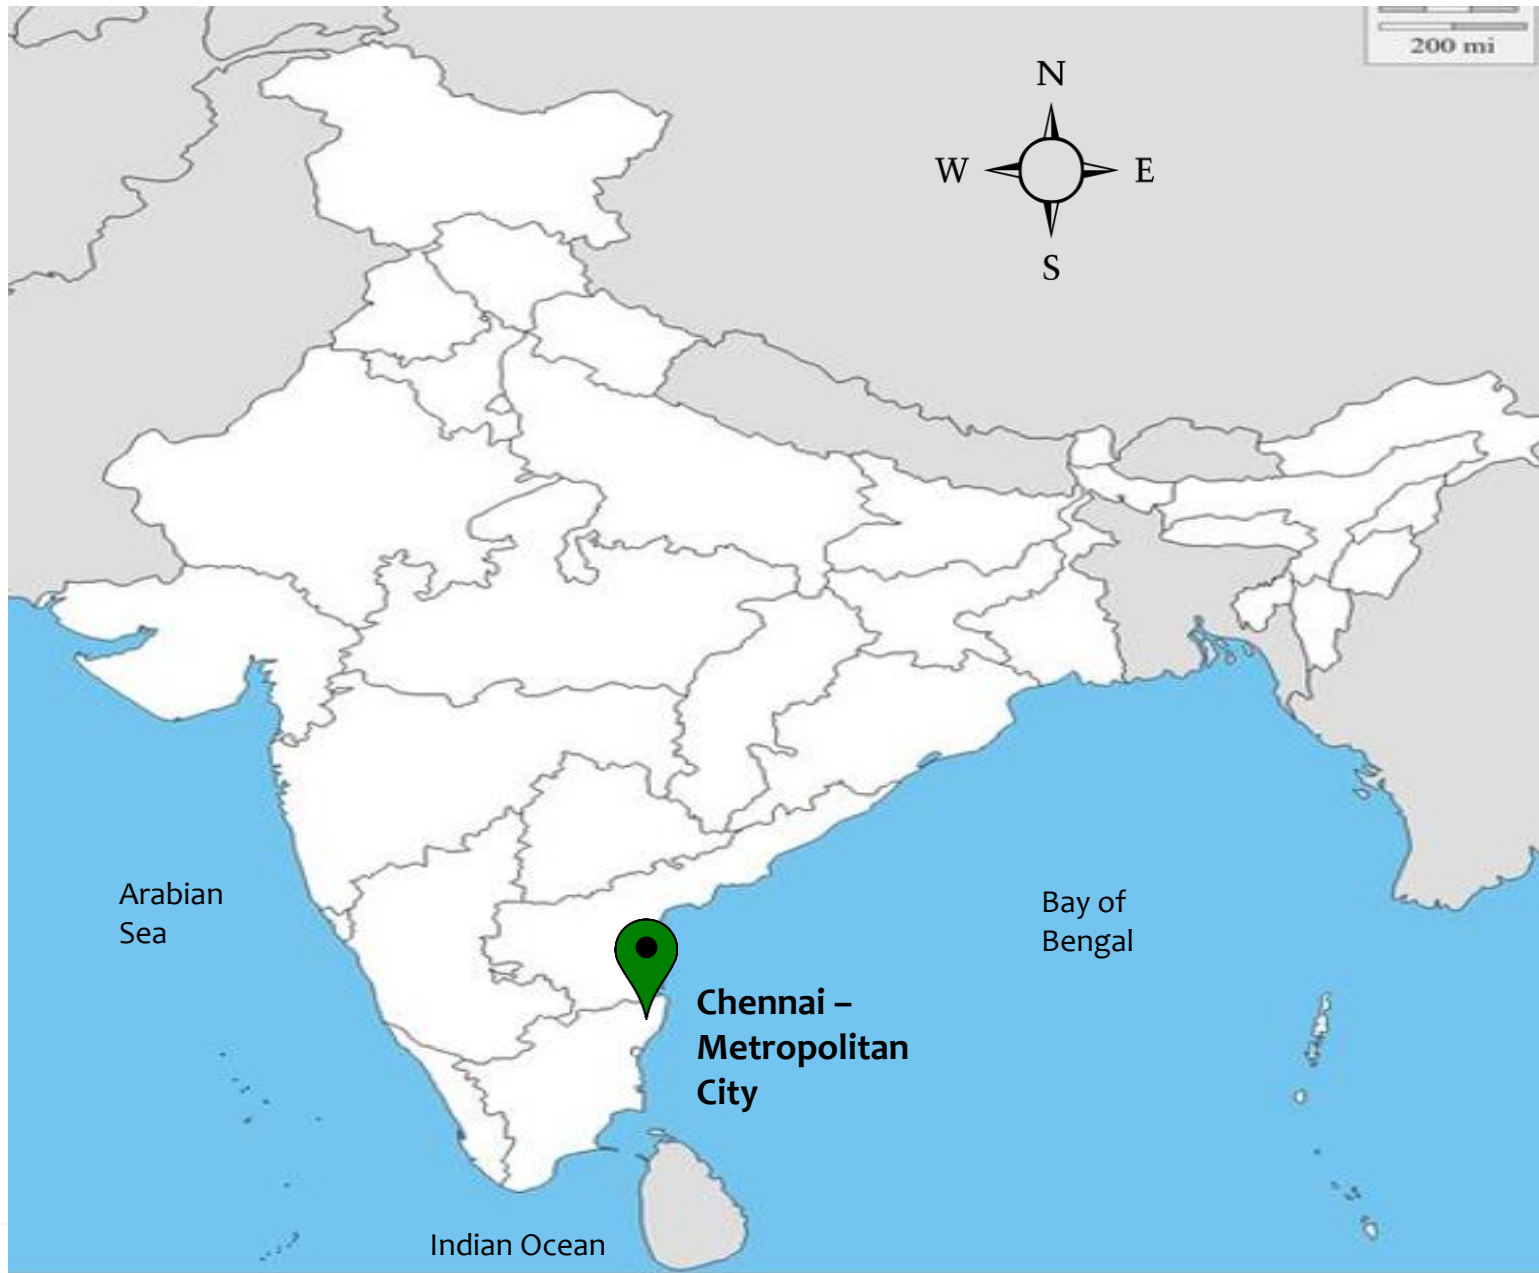 200 mi
N
W E
S
Arabian
Sea
Bay of
Bengal
Chennai –
Metropolitan
City
Indian Ocean